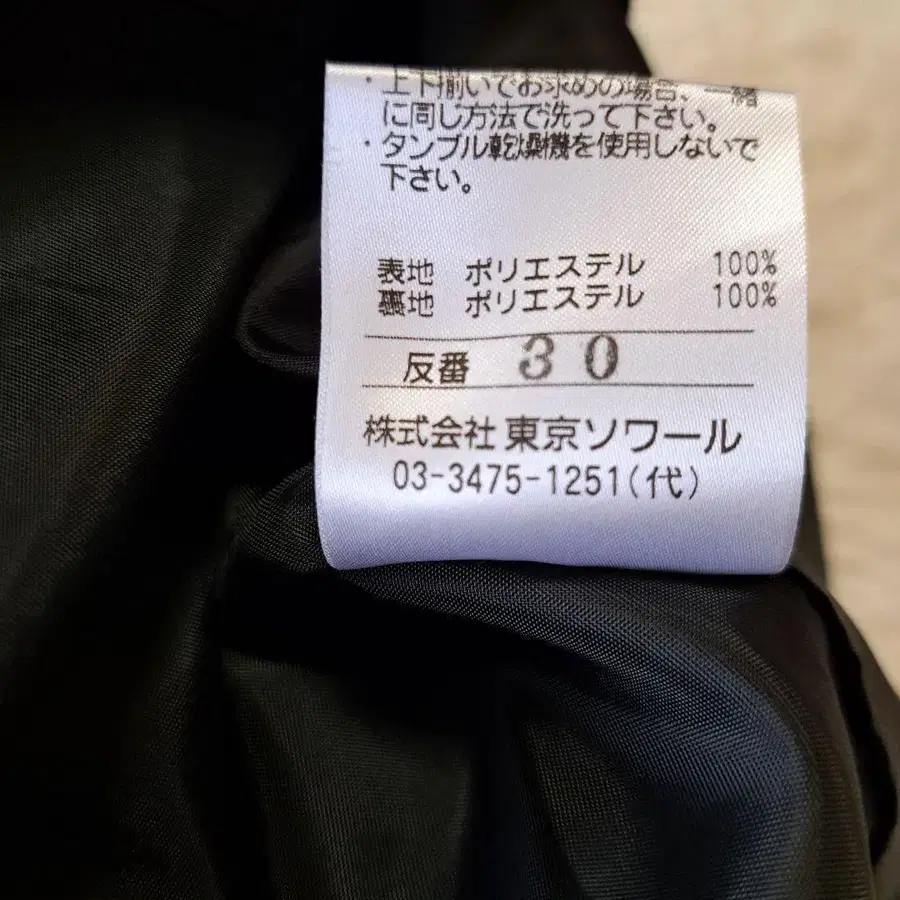 ・上下揃いでお求めの場合、一緒
に同じ方法で洗って下さい。
・タンブル乾燥機を使用しないで
下さい。
表地 ポリエステル 100%
裏地 ポリエステル 100%
反番 30
株式会社 東京ソワール
03-3475-1251(代)